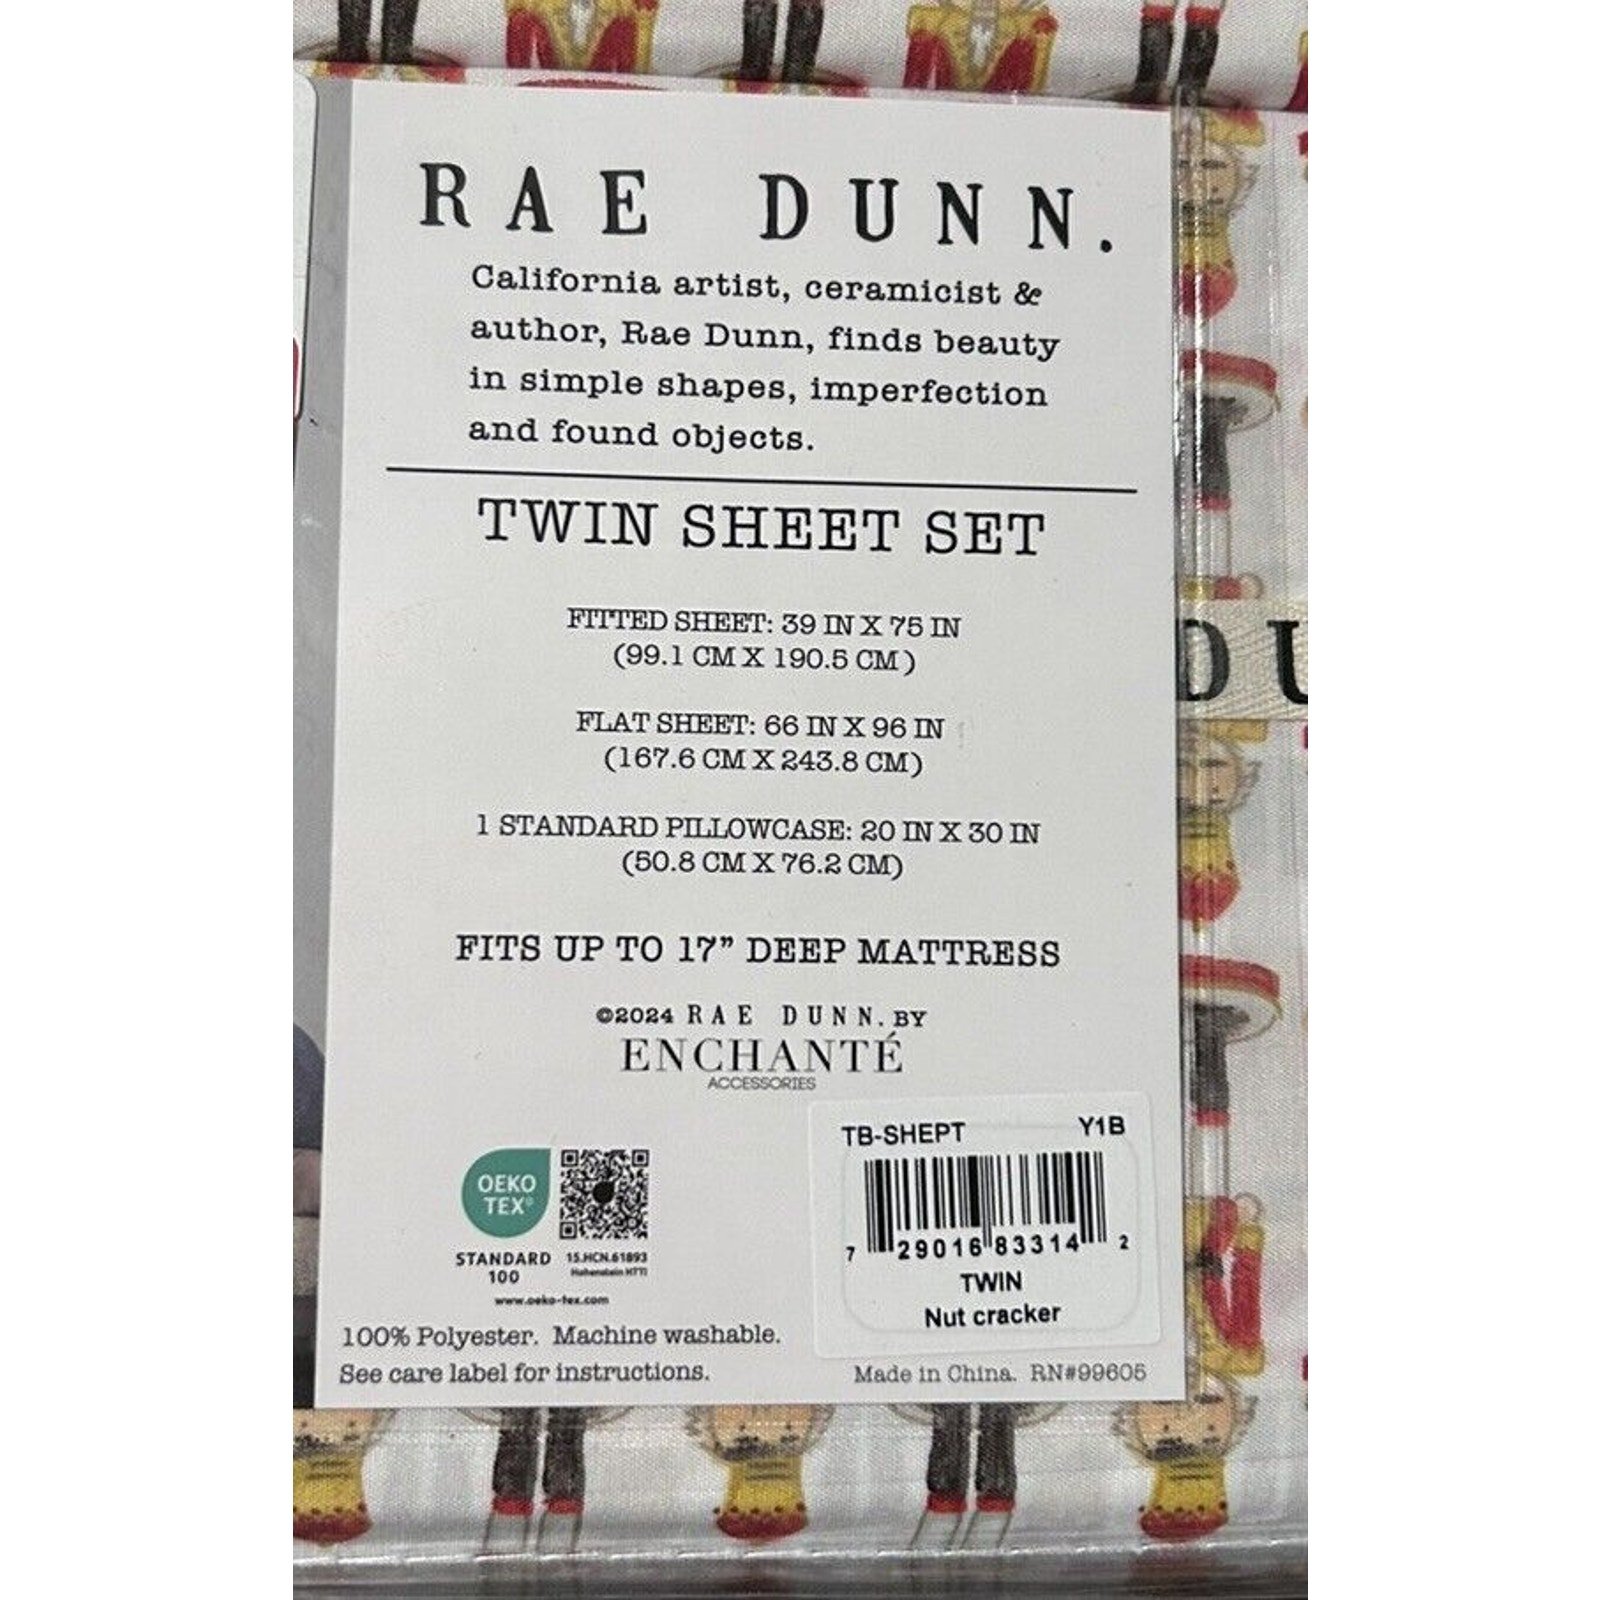 RAE DUNN.
California artist, ceramicist &
author, Rae Dunn, finds beauty
in simple shapes, imperfection
and found objects.
TWIN SHEET SET
FITTED SHEET: 39 IN X 75 IN
(99.1 CM X 190.5 CM)
FLAT SHEET: 66 IN X 96 IN
(167.6 CM X 243.8 CM)
1 STANDARD PILLOWCASE: 20 IN X 30 IN
(50.8 CM X 76.2 CM)
FITS UP TO 17” DEEP MATTRESS
©2024 RAE DUNN. BY
ENCHANTÉ
ACCESSORIES
OEKO
TEX®
STANDARD
100
15.HCN.61893
Hohenstein HTTI
www.oeko-tex.com
TB-SHEPT Y1B
7 29016 83314 2
TWIN
Nut cracker
100% Polyester. Machine washable.
See care label for instructions.
Made in China. RN#99605
DU